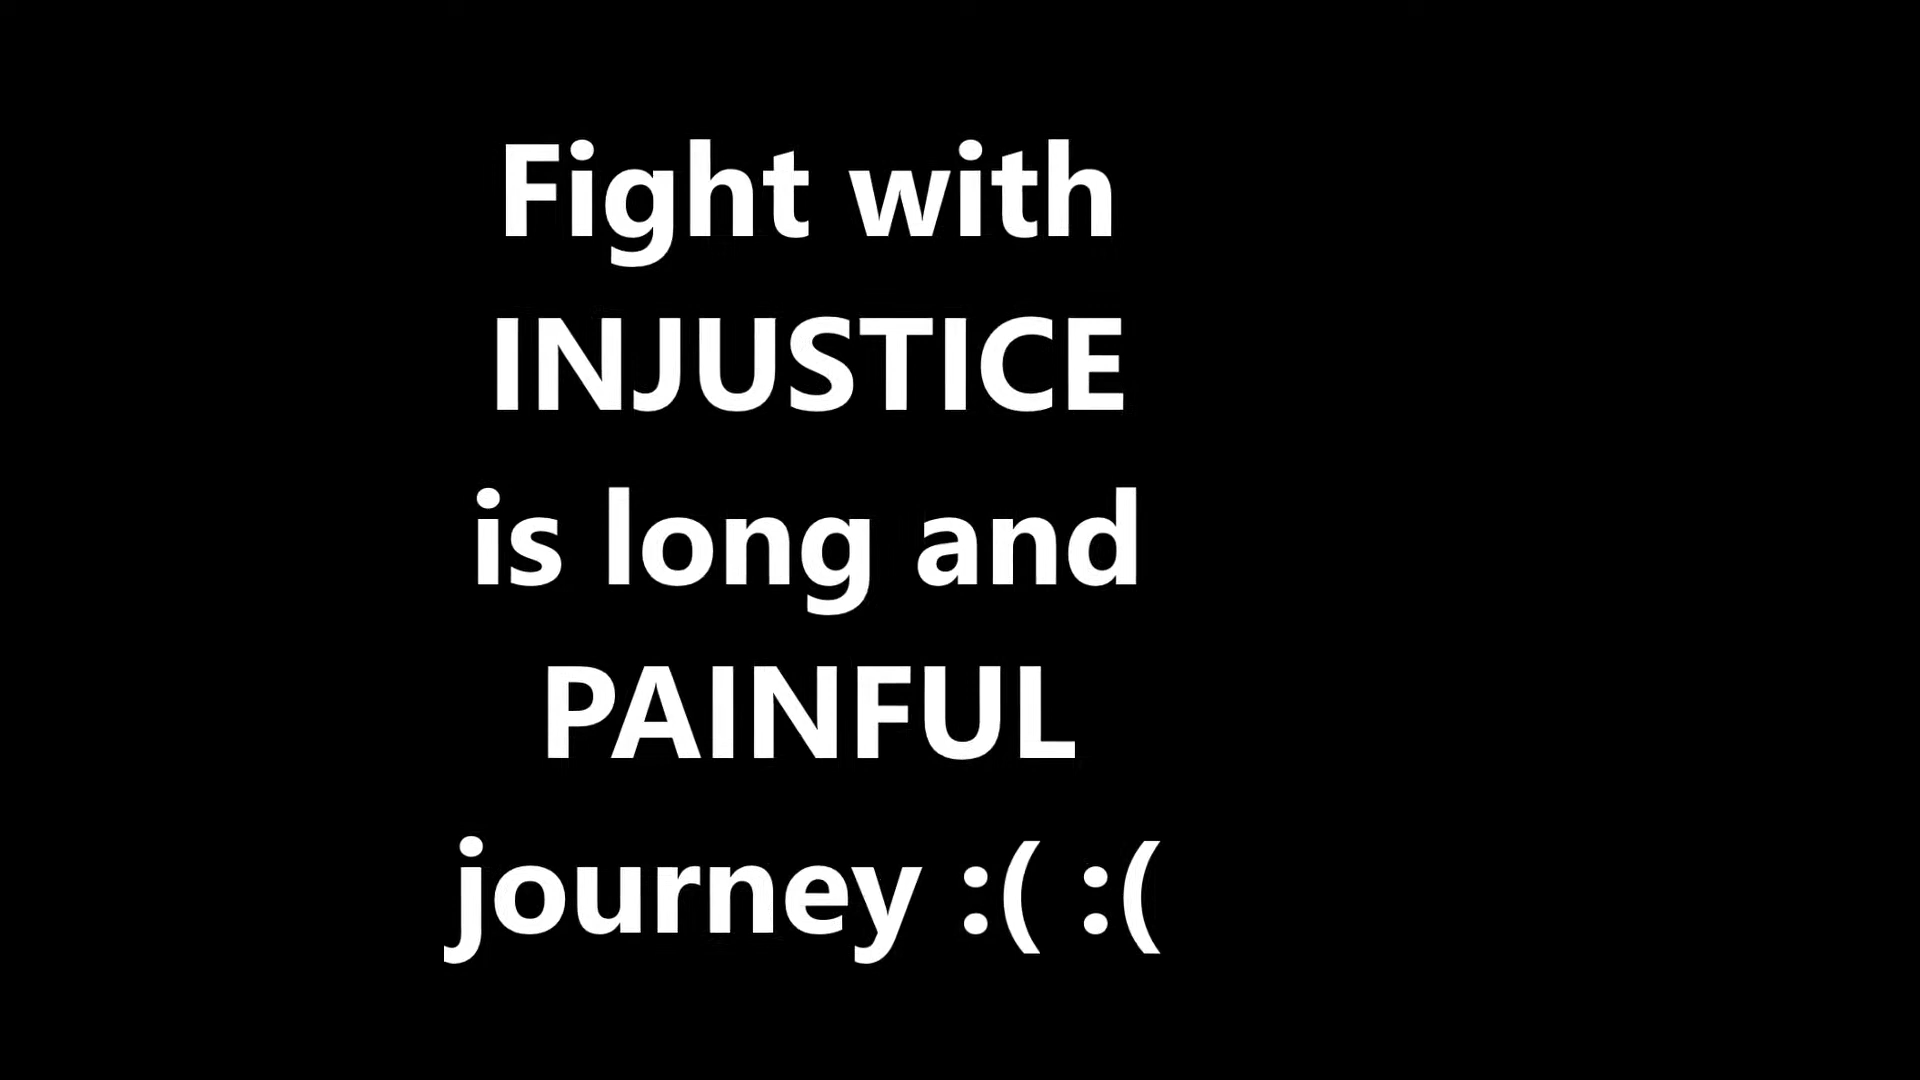 Fight with
INJUSTICE
is long and
PAINFUL
journey :( :(